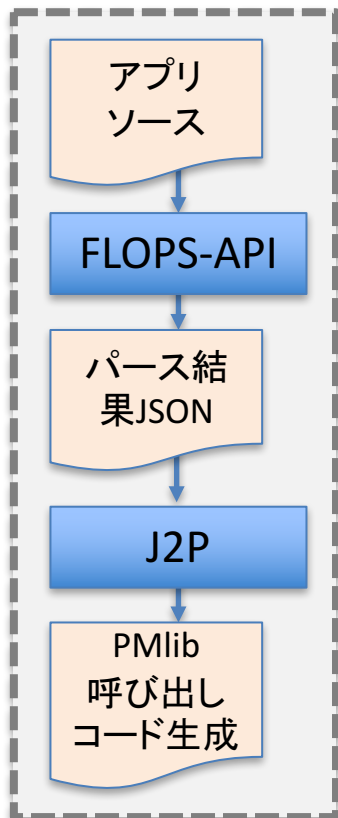 アプリ
ソース
FLOPS-API
パース結
果JSON
J2P
PMlib
呼び出し
コード生成